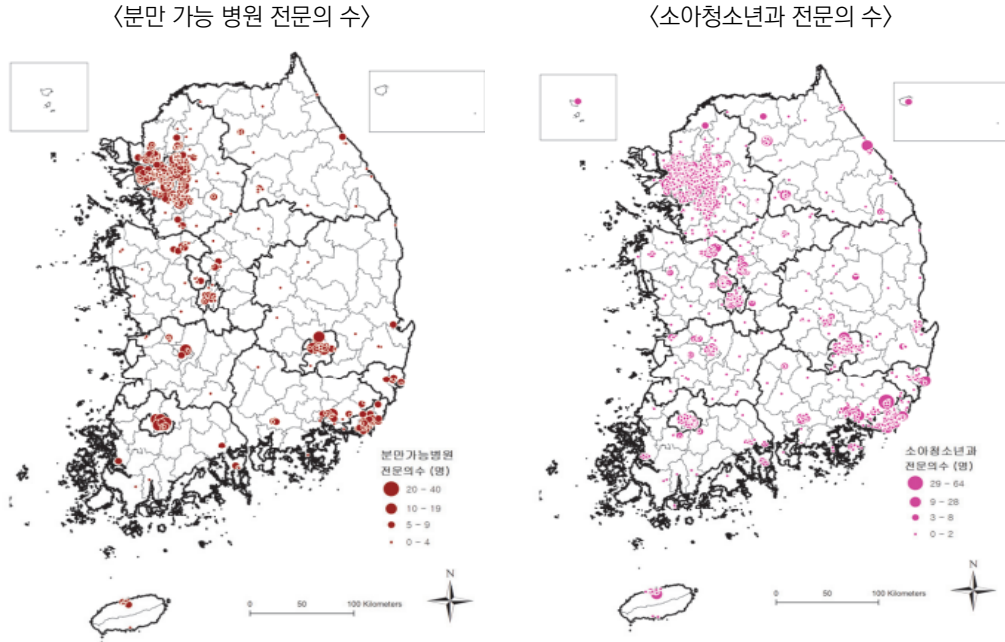 〈분만 가능 병원 전문의 수〉
〈소아청소년과 전문의 수〉
분만가능병원
전문의수 (명)
20 - 40
10 - 19
5 - 9
0 - 4
N
0 50 100 Kilometers
소아청소년과
전문의수 (명)
29 - 64
9 - 28
3 - 8
0 - 2
N
0 50 100 Kilometers